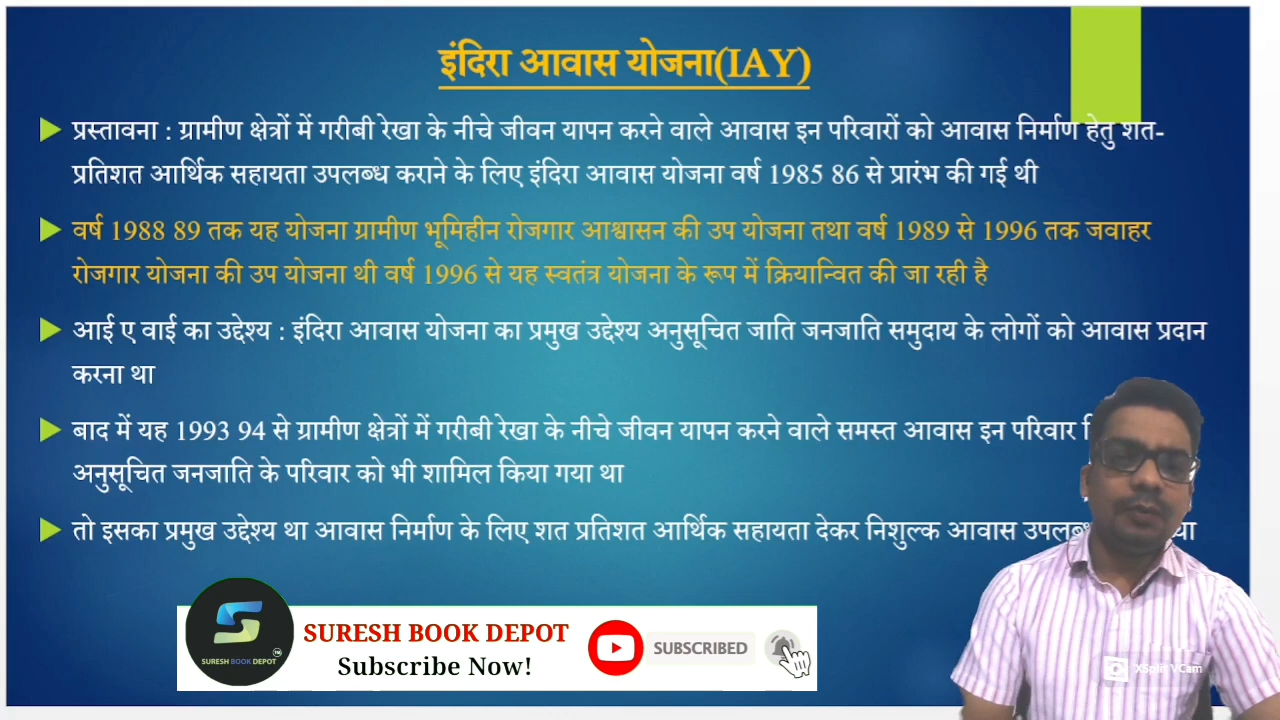 इंदिरा आवास योजना(IAY)
प्रस्तावना : ग्रामीण क्षेत्रों में गरीबी रेखा के नीचे जीवन यापन करने वाले आवास इन परिवारों को आवास निर्माण हेतु शत-
प्रतिशत आर्थिक सहायता उपलब्ध कराने के लिए इंदिरा आवास योजना वर्ष 1985 86 से प्रारंभ की गई थी
वर्ष 1988 89 तक यह योजना ग्रामीण भूमिहीन रोजगार आश्वासन की उप योजना तथा वर्ष 1989 से 1996 तक जवाहर
रोजगार योजना की उप योजना थी वर्ष 1996 से यह स्वतंत्र योजना के रूप में क्रियान्वित की जा रही है
आई ए वाई का उद्देश्य : इंदिरा आवास योजना का प्रमुख उद्देश्य अनुसूचित जाति जनजाति समुदाय के लोगों को आवास प्रदान
करना था
बाद में यह 1993 94 से ग्रामीण क्षेत्रों में गरीबी रेखा के नीचे जीवन यापन करने वाले समस्त आवास इन परिवार
अनुसूचित जनजाति के परिवार को भी शामिल किया गया था
तो इसका प्रमुख उद्देश्य था आवास निर्माण के लिए शत प्रतिशत आर्थिक सहायता देकर निशुल्क आवास
SURESH BOOK DEPOT
Subscribe Now!
SUBSCRIBED
SURESH BOOK DEPOT
XSplit VCam